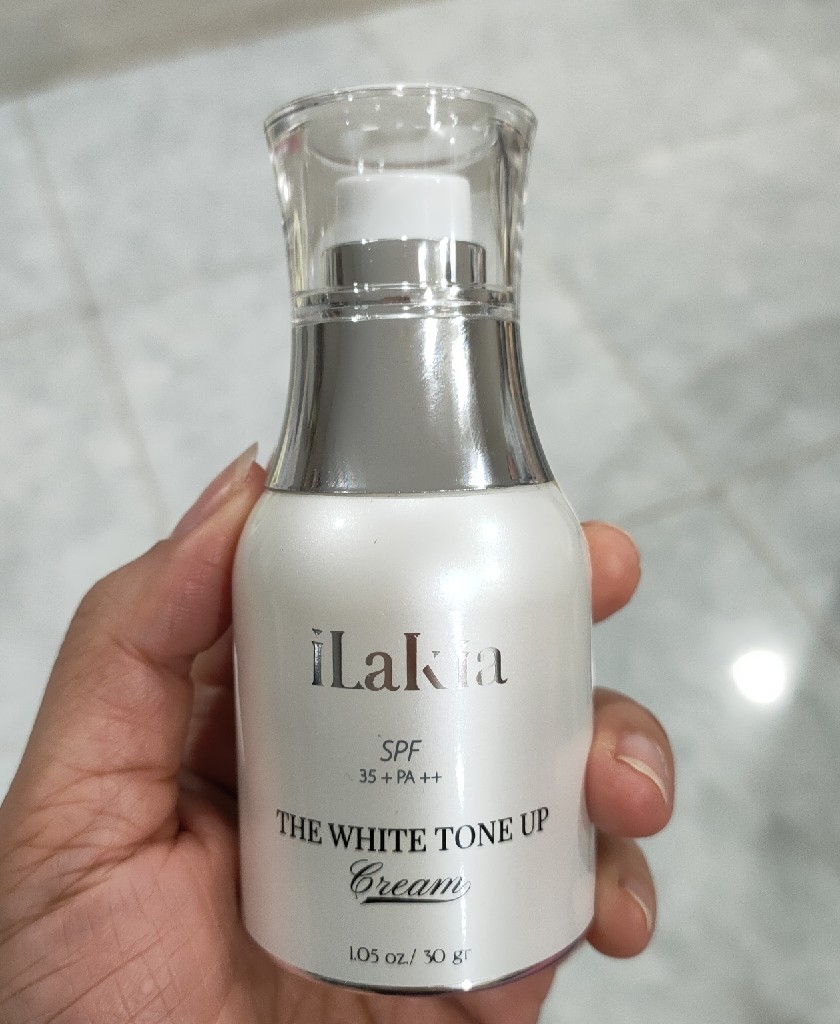 iLakia
SPF
35 + PA ++
THE WHITE TONE UP
Cream
1.05 oz./ 30 gr